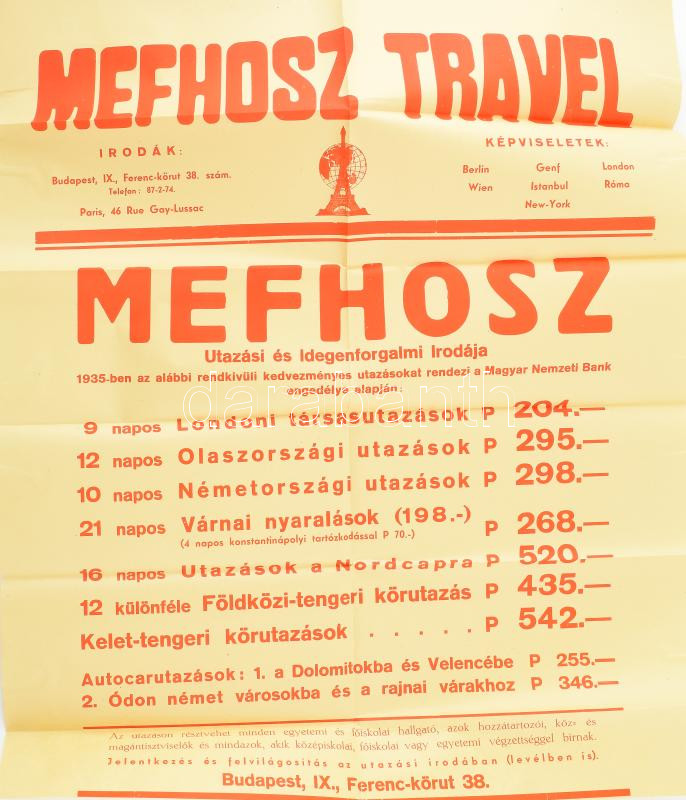 MEFHOSZ TRAVEL
IRODÁK:
Budapest, IX., Ferenc-körut 38. szám.
Telefon: 87-2-74.
Paris, 46 Rue Gay-Lussac
KÉPVISELETEK:
Berlin Genf London
Wien Istanbul Róma
New-York
MEFHOSZ
Utazási és Idegenforgalmi Irodája
1935-ben az alábbi rendkivüli kedvezményes utazásokat rendezi a Magyar Nemzeti Bank
engedélye alapján:
darabanth
9 napos Londoni társasutazások P 204.—
12 napos Olaszországi utazások P 295.—
10 napos Németországi utazások P 298.—
21 napos Várnai nyaralások (198.-) P 268.—
(4 napos konstantinápolyi tartózkodással P 70.-)
16 napos Utazások a Nordcapra P 520.—
12 különféle Földközi-tengeri körutazás P 435.—
Kelet-tengeri körutazások . . . . . P 542.—
Autocarutazások: 1. a Dolomitokba és Velencébe P 255.—
2. Ódon német városokba és a rajnai várakhoz P 346.—
Az utazáson résztvehet minden egyetemi és főiskolai hallgató, azok hozzátartozói, köz- és
magántisztviselők és mindazok, akik középiskolai, főiskolai vagy egyetemi végzettséggel birnak.
Jelentkezés és felvilágositás az utazási irodában (levélben is).
Budapest, IX., Ferenc-körut 38.